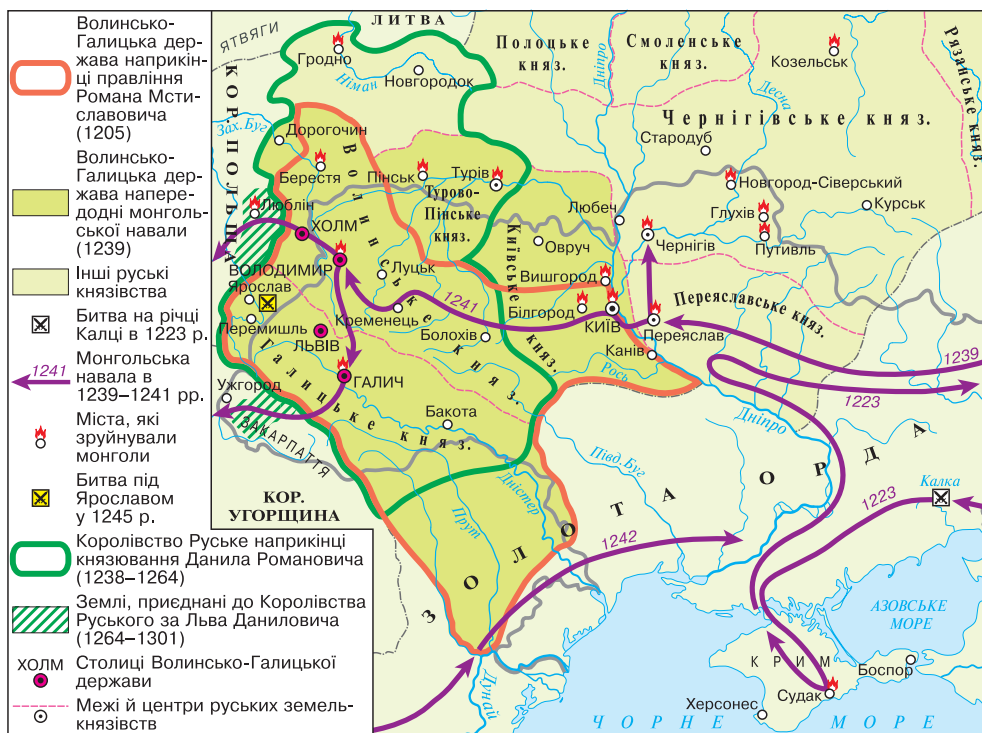 Волинсько-
Галицька дер-
жава наприкін-
ці правління
Романа Мсти-
славовича
(1205)
Волинсько-
Галицька дер-
жава напере-
додні монголь-
ської навали
(1239)
Інші руські
князівства
Битва на річці
Калці в 1223 р.
1241
Монгольська
навала в
1239–1241 рр.
Міста, які
зруйнували
монголи
Битва під
Ярославом
у 1245 р.
Королівство Руське наприкінці
князювання Данила Романовича
(1238–1264)
Землі, приєднані до Королівства
Руського за Льва Даниловича
(1264–1301)
ХОЛМ
Столиці Волинсько-Галицької
держави
Межі й центри руських земель-
князівств
ЛИТВА
ЯТВЯГИ
Гродно
Німан
Новгородок
Полоцьке
княз.
Смоленське
княз.
Дніпро
Козельськ
Рязанське княз.
Десна
Чернігівське княз.
Стародуб
КОР. ПОЛЬЩА
Зах. Буг
Дорогочин
Берестя
Волинське княз.
Пінськ
Турів
Турово-
Пінське
княз.
Люблін
ХОЛМ
ВОЛОДИМИР
Луцьк
Київське княз.
Овруч
Любеч
Новгород-Сіверський
Глухів
Путивль
Курськ
Чернігів
Вишгород
Білгород
КИЇВ
Переяслав
Переяславське княз.
Ярослав
Перемишль
ЛЬВІВ
Кременець
Болохів
1241
Канів
Рось
1239
1223
ГАЛИЧ
Галицьке княз.
Ужгород
ЗАКАРПАТТЯ
Бакота
Дніпро
Півд. Буг
КОР.
УГОРЩИНА
Дністер
Прут
ЗОЛОТА ОРДА
1242
1223
Калка
Дунай
АЗОВСЬКЕ
МОРЕ
КРИМ
Боспор
Судак
Херсонес
ЧОРНЕ МОРЕ